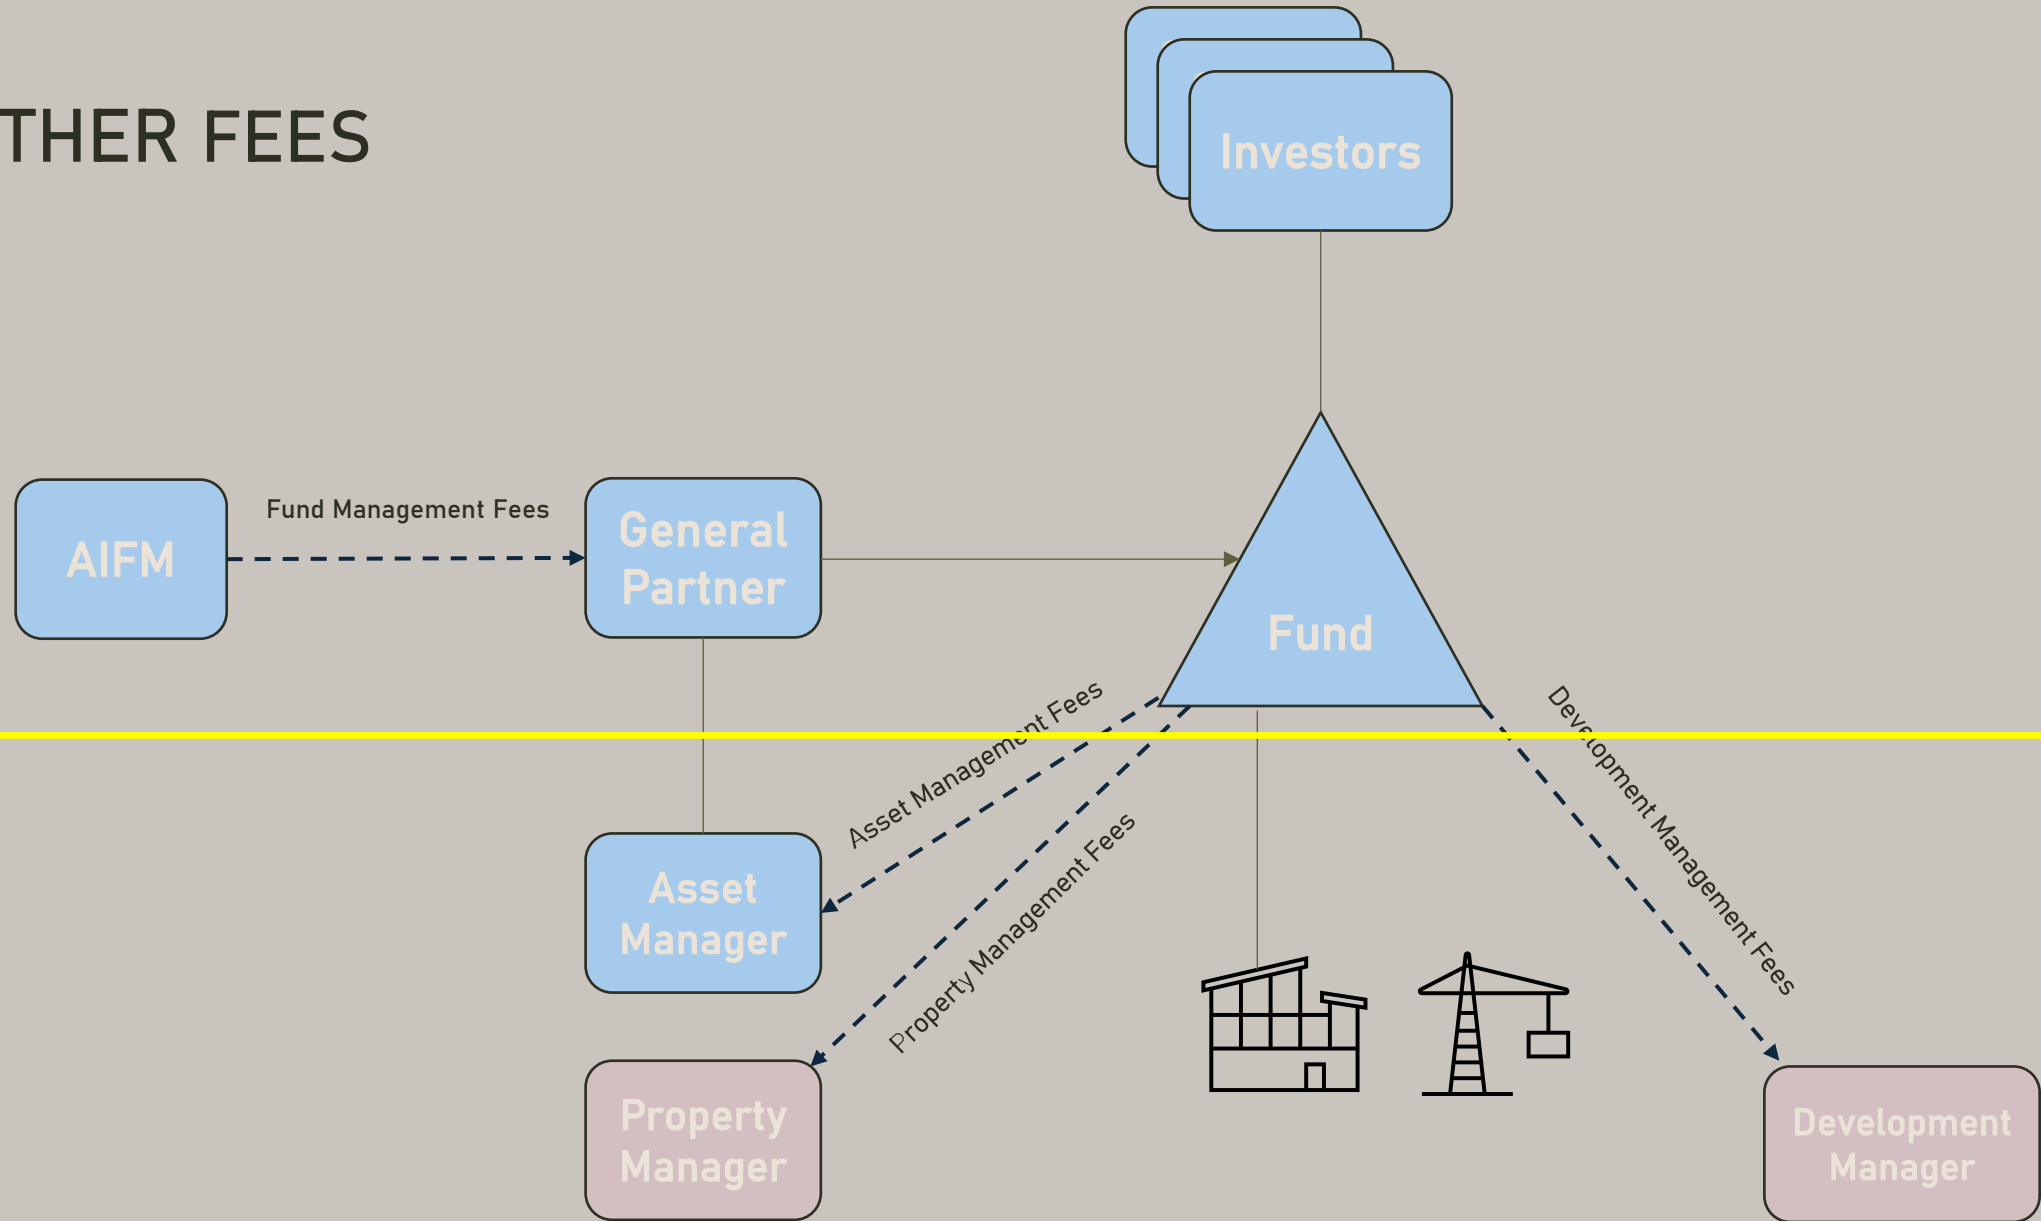 THER FEES
Investors
AIFM
Fund Management Fees
General
Partner
Fund
Asset Management Fees
Development Management Fees
Property Management Fees
Asset
Manager
Property
Manager
Development
Manager